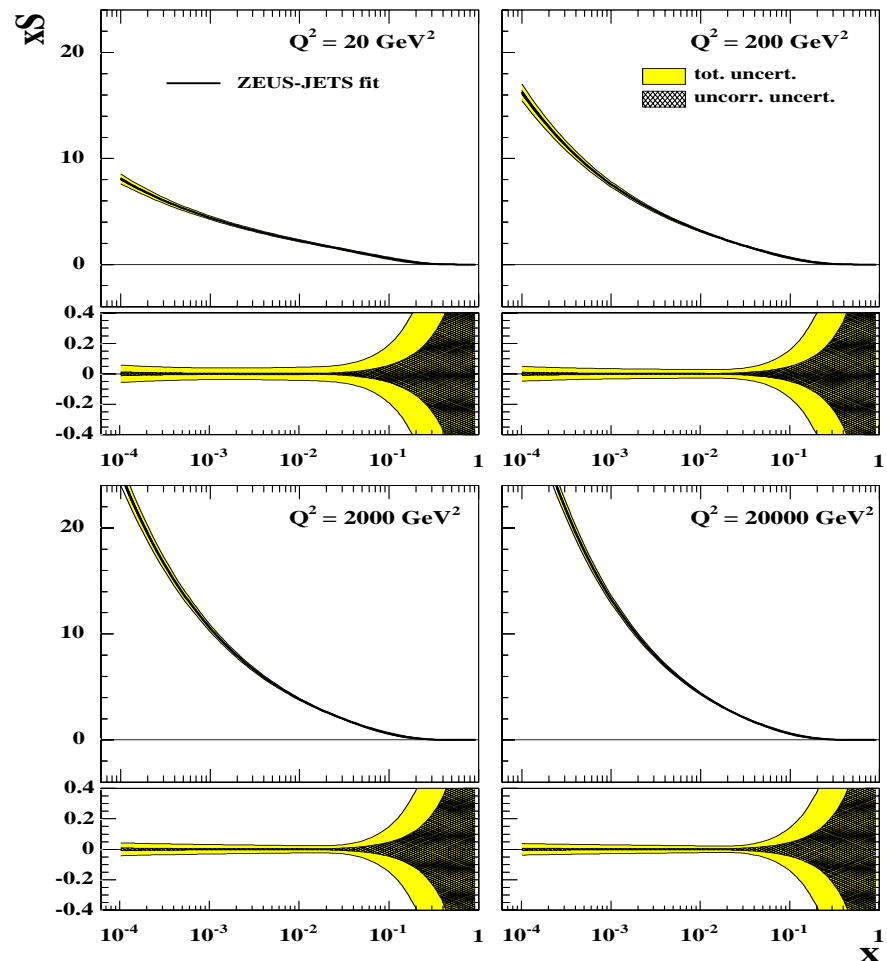 xS
Q² = 20 GeV²
Q² = 200 GeV²
ZEUS-JETS fit
tot. uncert.
uncorr. uncert.
20
10
0
0.4
0.2
0
-0.2
-0.4
10⁻⁴ 10⁻³ 10⁻² 10⁻¹ 1
10⁻⁴ 10⁻³ 10⁻² 10⁻¹ 1
Q² = 2000 GeV²
Q² = 20000 GeV²
20
10
0
0.4
0.2
0
-0.2
-0.4
10⁻⁴ 10⁻³ 10⁻² 10⁻¹ 1
10⁻⁴ 10⁻³ 10⁻² 10⁻¹ 1
x